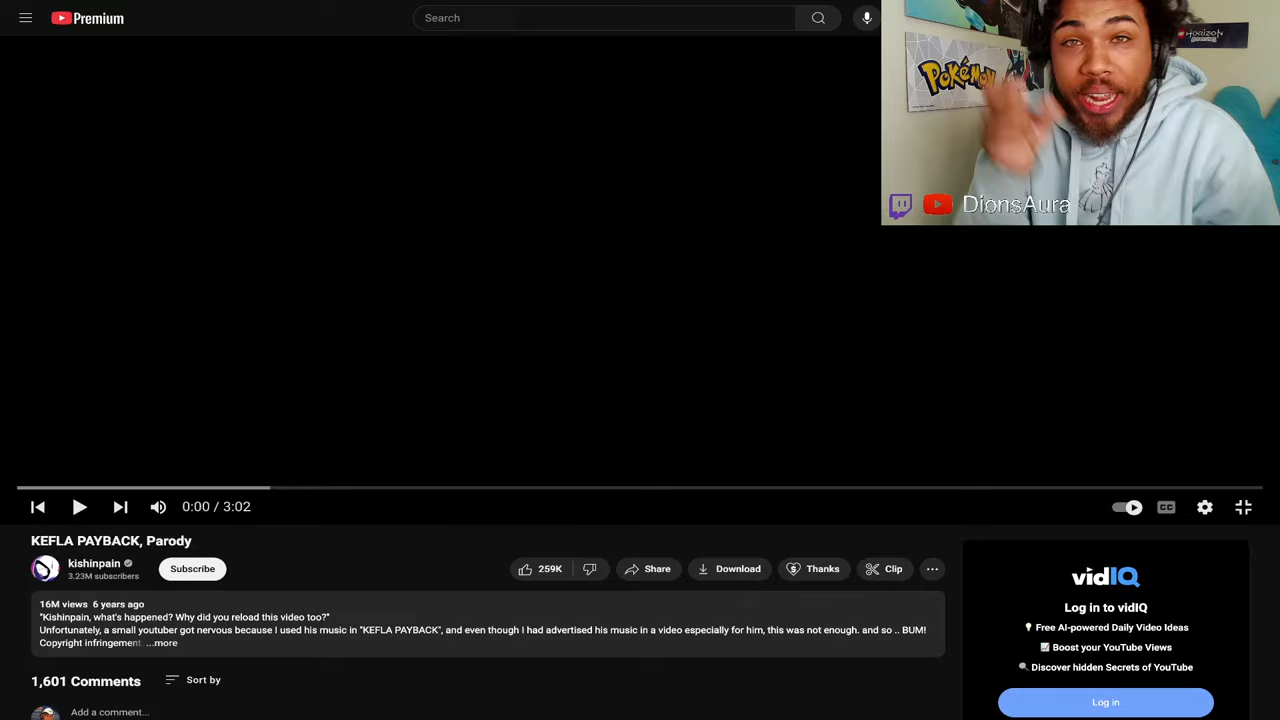 Premium
Search
POKÉMON
HORIZON
DionsAura
0:00 / 3:02
CC
KEFLA PAYBACK, Parody
kishinpain
3.23M subscribers
Subscribe
259K
Share
Download
Thanks
Clip
16M views 6 years ago
"Kishinpain, what's happened? Why did you reload this video too?"
Unfortunately, a small youtuber got nervous because I used his music in "KEFLA PAYBACK", and even though I had advertised his music in a video especially for him, this was not enough. and so .. BUM!
Copyright infringement. ...more
1,601 Comments
Sort by
Add a comment...
vidIQ
Log in to vidIQ
Free AI-powered Daily Video Ideas
Boost your YouTube Views
Discover hidden Secrets of YouTube
Log in